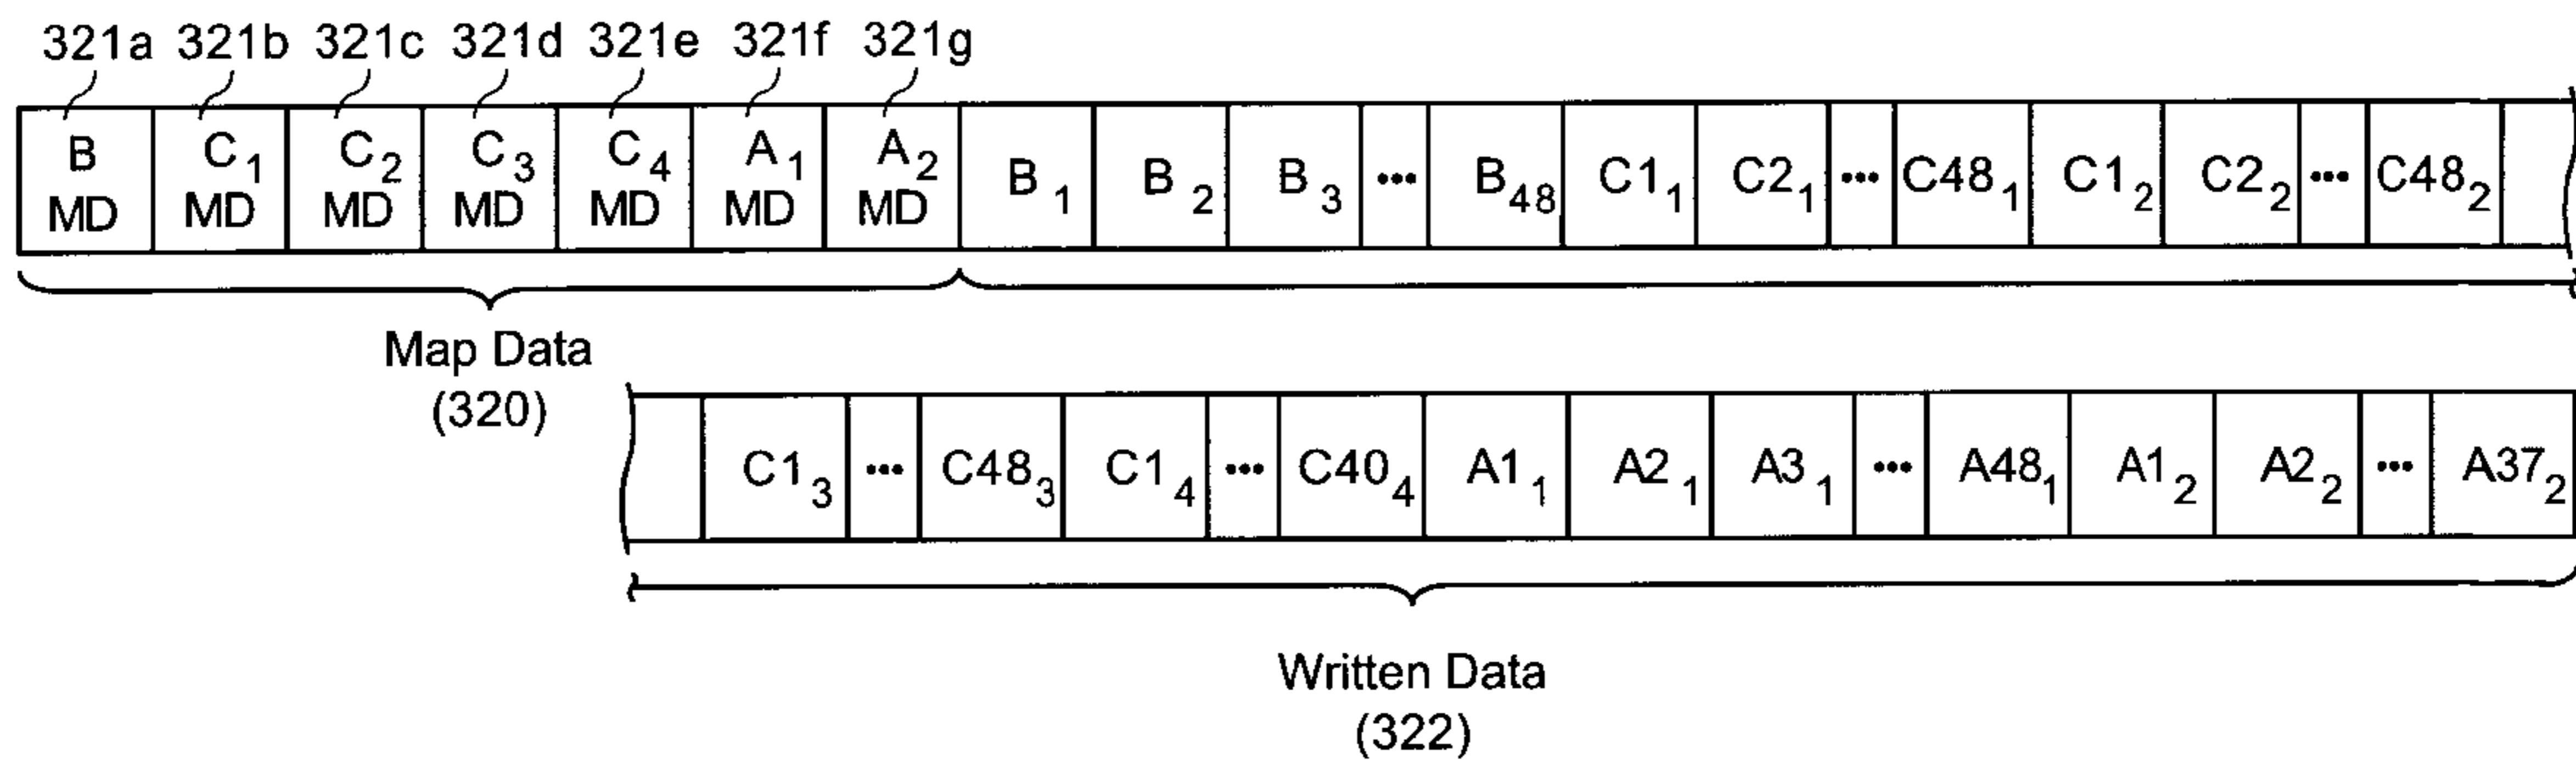 321a 321b 321c 321d 321e 321f 321g
B MD C₁ MD C₂ MD C₃ MD C₄ MD A₁ MD A₂ MD B₁ B₂ B₃ ... B₄₈ C1₁ C2₁ ... C48₁ C1₂ C2₂ ... C48₂
Map Data
(320)
C1₃ ... C48₃ C1₄ ... C40₄ A1₁ A2₁ A3₁ ... A48₁ A1₂ A2₂ ... A37₂
Written Data
(322)